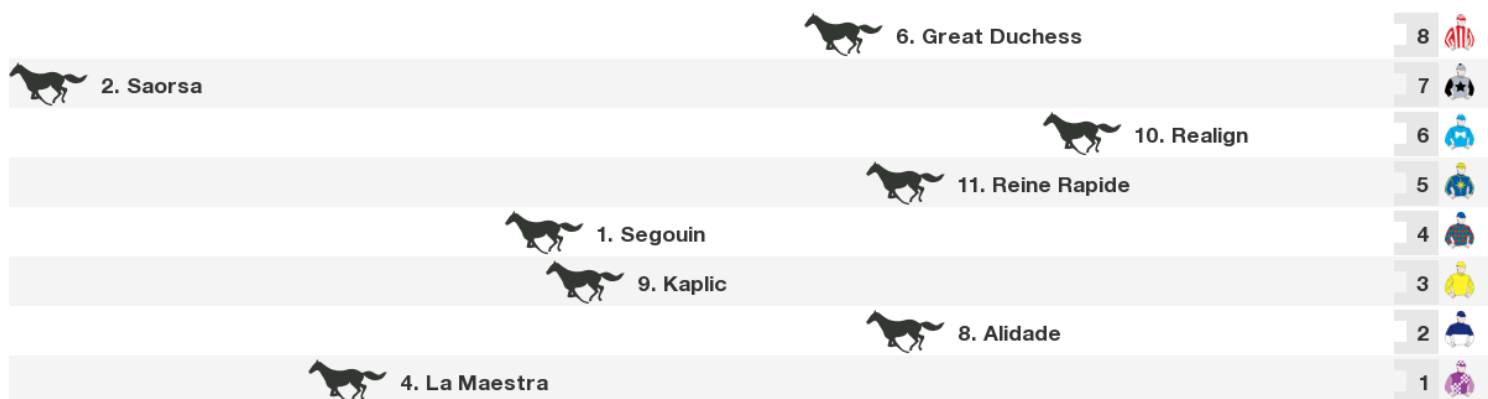 6. Great Duchess 8
2. Saorsa 7
10. Realign 6
11. Reine Rapide 5
1. Segouin 4
9. Kaplic 3
8. Alidade 2
4. La Maestra 1